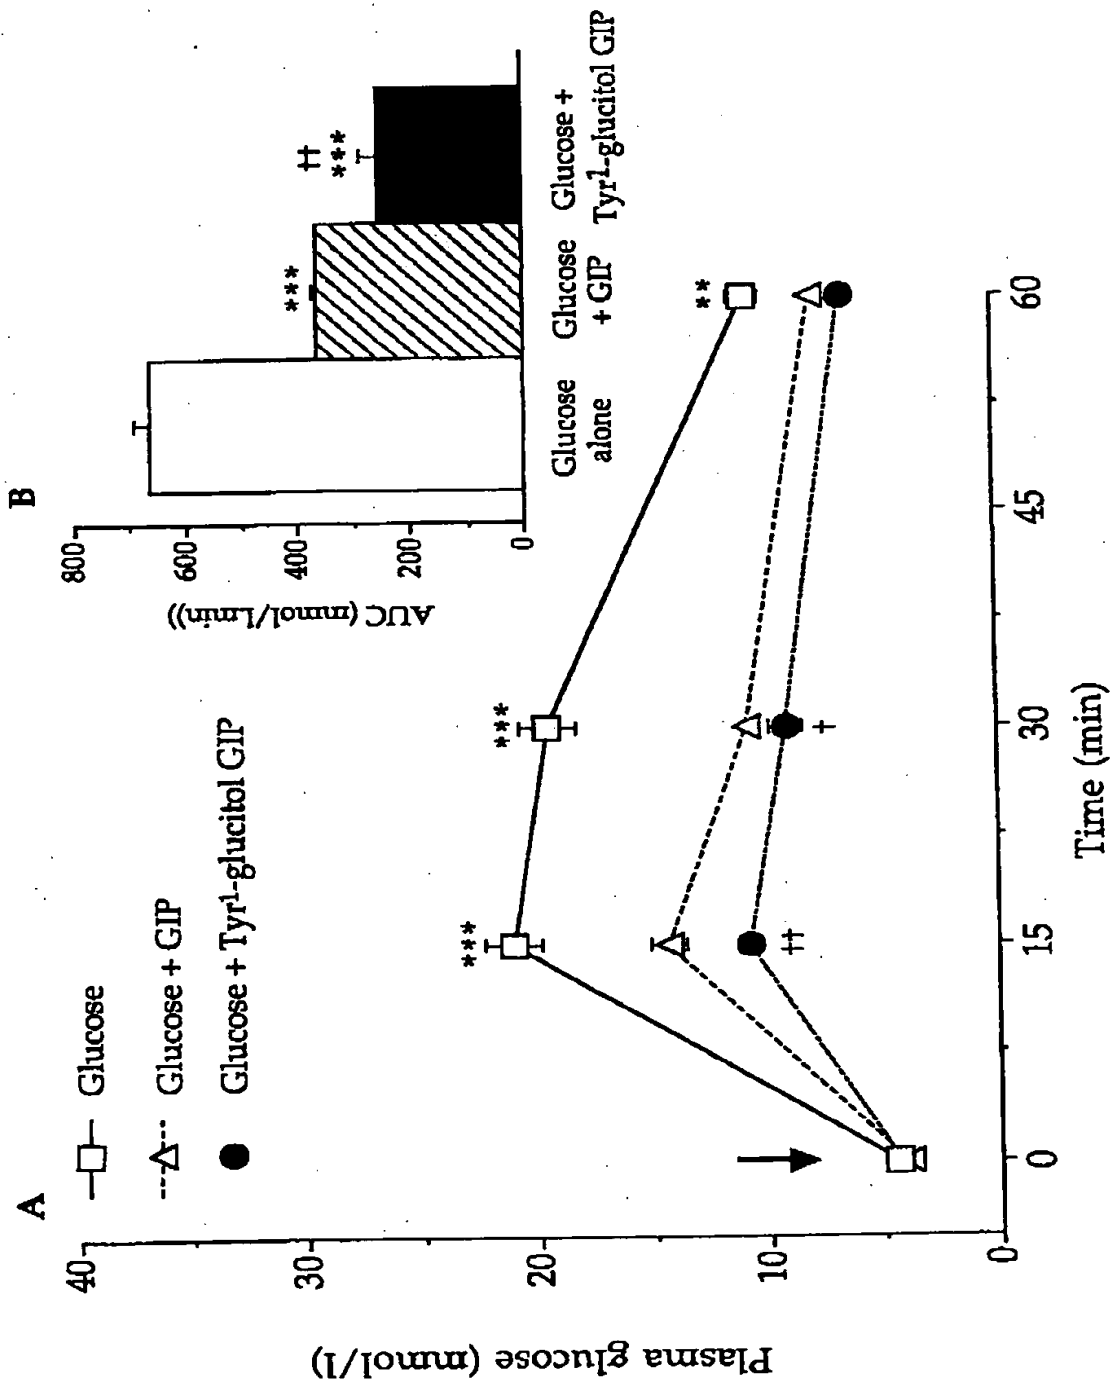 A
Glucose
Glucose + GIP
Glucose + Tyr¹-glucitol GIP
Plasma glucose (mmol/l)
40
30
20
10
0
0
15
30
45
60
Time (min)
***
***
**
††
†
B
AUC (mmol/Lmin))
800
600
400
200
0
***
††
***
Glucose
alone
Glucose
+ GIP
Glucose +
Tyr¹-glucitol GIP